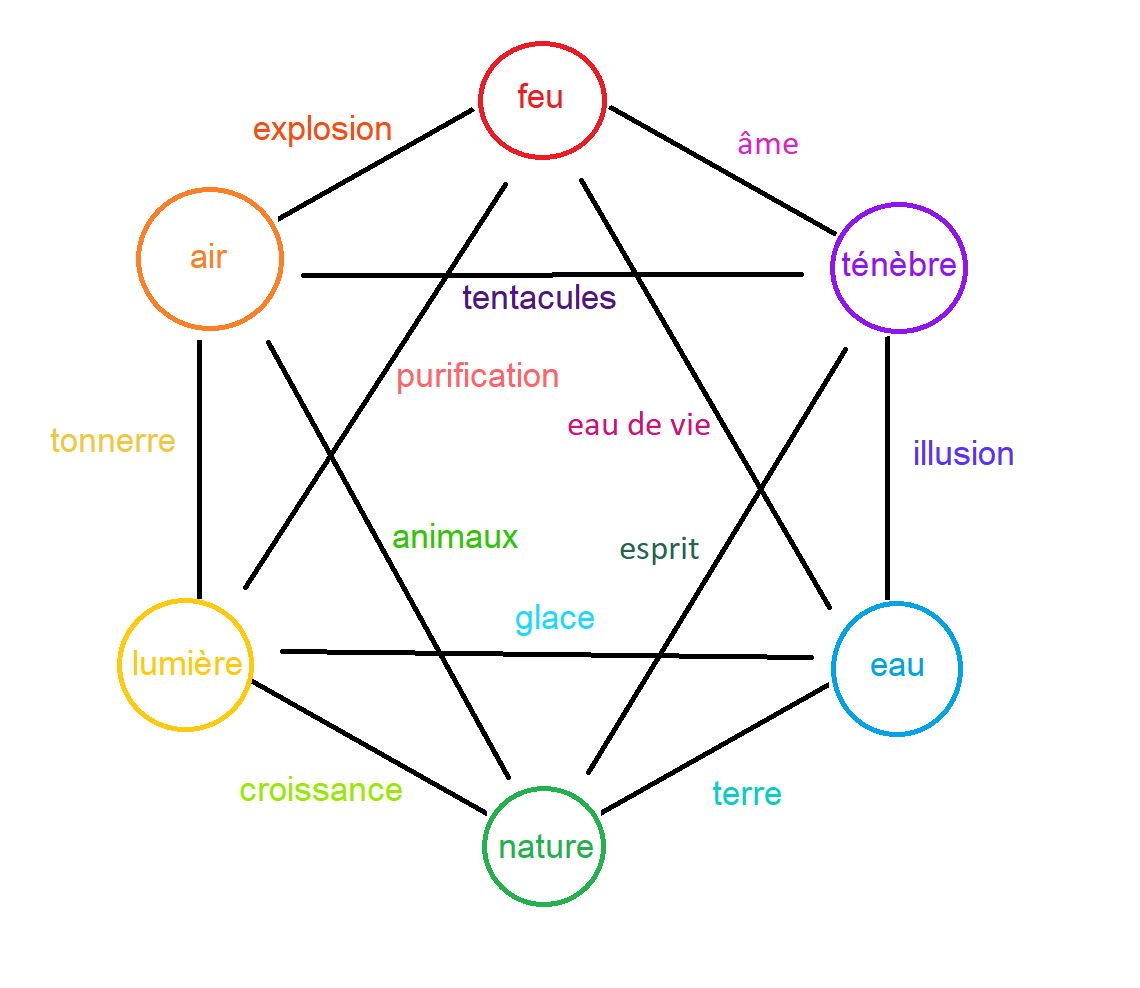 feu
explosion
âme
air
ténèbre
tentacules
purification
eau de vie
tonnerre
illusion
animaux
esprit
glace
lumière
eau
croissance
terre
nature